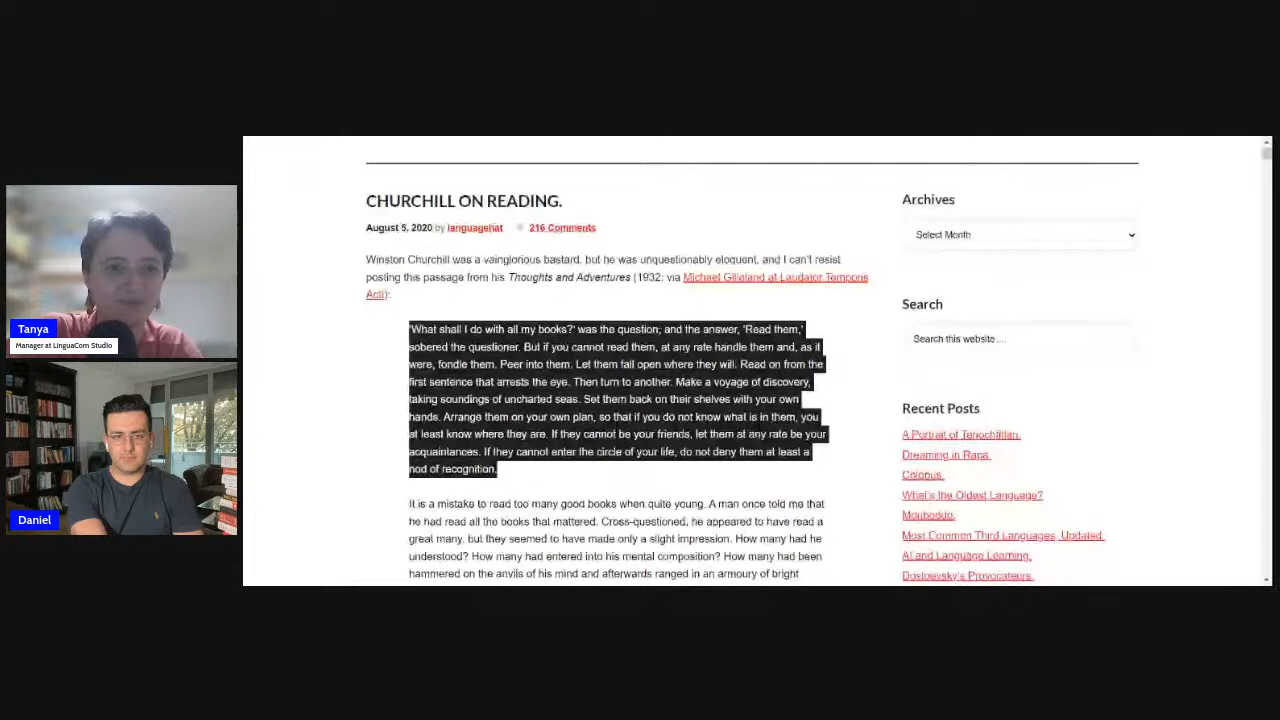 Tanya
Manager at LinguaCom Studio
Daniel
CHURCHILL ON READING.
August 5, 2020 by languagehat 216 Comments
Winston Churchill was a vainglorious bastard, but he was unquestionably eloquent, and I can't resist
posting this passage from his Thoughts and Adventures (1932; via Michael Gilleland at Laudator Temporis
Acti):
'What shall I do with all my books?' was the question; and the answer, 'Read them,'
sobered the questioner. But if you cannot read them, at any rate handle them and, as it
were, fondle them. Peer into them. Let them fall open where they will. Read on from the
first sentence that arrests the eye. Then turn to another. Make a voyage of discovery,
taking soundings of uncharted seas. Set them back on their shelves with your own
hands. Arrange them on your own plan, so that if you do not know what is in them, you
at least know where they are. If they cannot be your friends, let them at any rate be your
acquaintances. If they cannot enter the circle of your life, do not deny them at least a
nod of recognition.
It is a mistake to read too many good books when quite young. A man once told me that
he had read all the books that mattered. Cross-questioned, he appeared to have read a
great many, but they seemed to have made only a slight impression. How many had he
understood? How many had entered into his mental composition? How many had been
hammered on the anvils of his mind and afterwards ranged in an armoury of bright
Archives
Select Month
Search
Search this website …
Recent Posts
A Portrait of Tenochtitlan.
Dreaming in Rapa.
Colobus.
What's the Oldest Language?
Monboddo.
Most Common Third Languages, Updated.
AI and Language Learning.
Dostoevsky's Provocateurs.